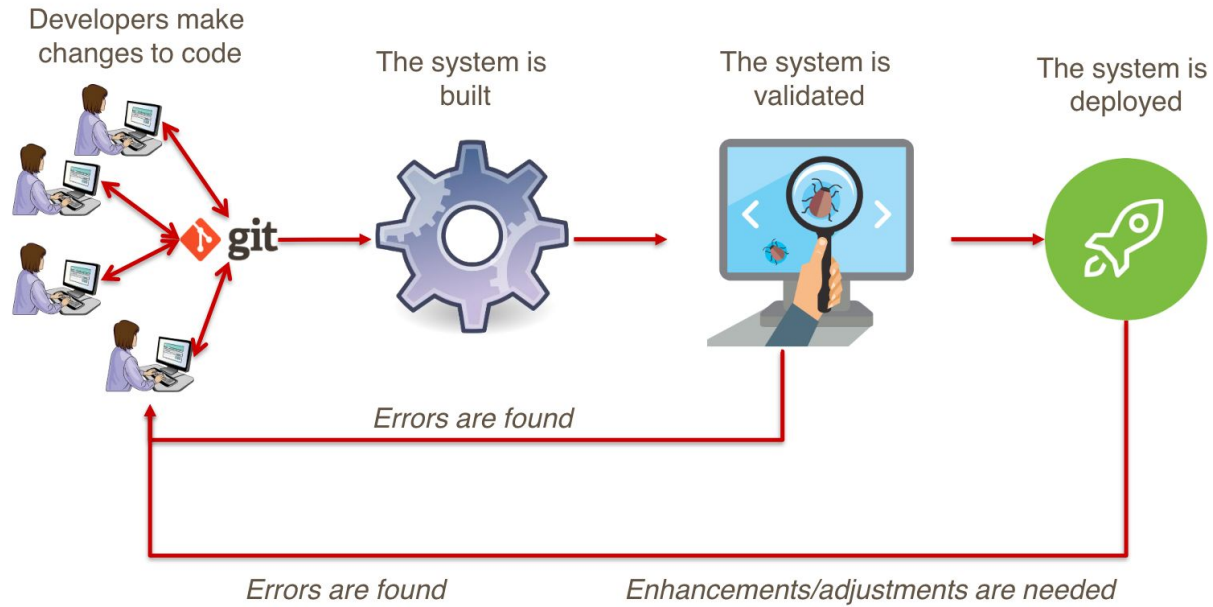 Developers make
changes to code
The system is
built
The system is
validated
The system is
deployed
git
Errors are found
Errors are found
Enhancements/adjustments are needed